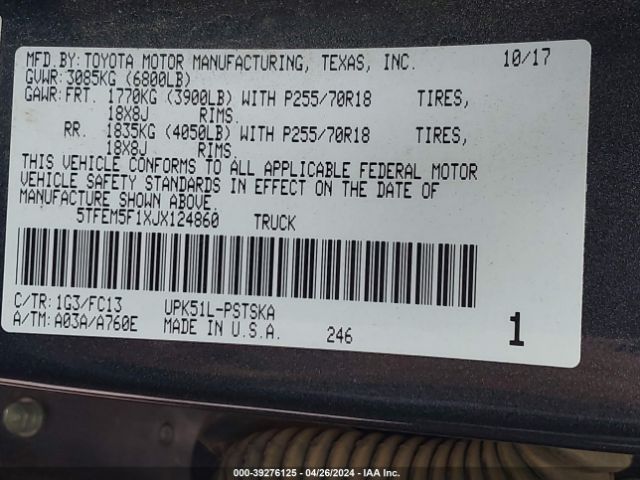 MFD.BY:TOYOTA MOTOR MANUFACTURING, TEXAS, INC. 10/17
GVWR:3085KG (6800LB)
GAWR:FRT. 1770KG (3900LB) WITH P255/70R18 TIRES,
18X8J RIMS.
RR. 1835KG (4050LB) WITH P255/70R18 TIRES,
18X8J RIMS.
THIS VEHICLE CONFORMS TO ALL APPLICABLE FEDERAL MOTOR
VEHICLE SAFETY STANDARDS IN EFFECT ON THE DATE OF
MANUFACTURE SHOWN ABOVE.
5TFEM5F1XJX124860 TRUCK
C/TR:1G3/FC13 UPK51L-PSTSKA
A/TM:A03A/A760E MADE IN U.S.A. 246 1
000-39276125 - 04/26/2024 - IAA Inc.